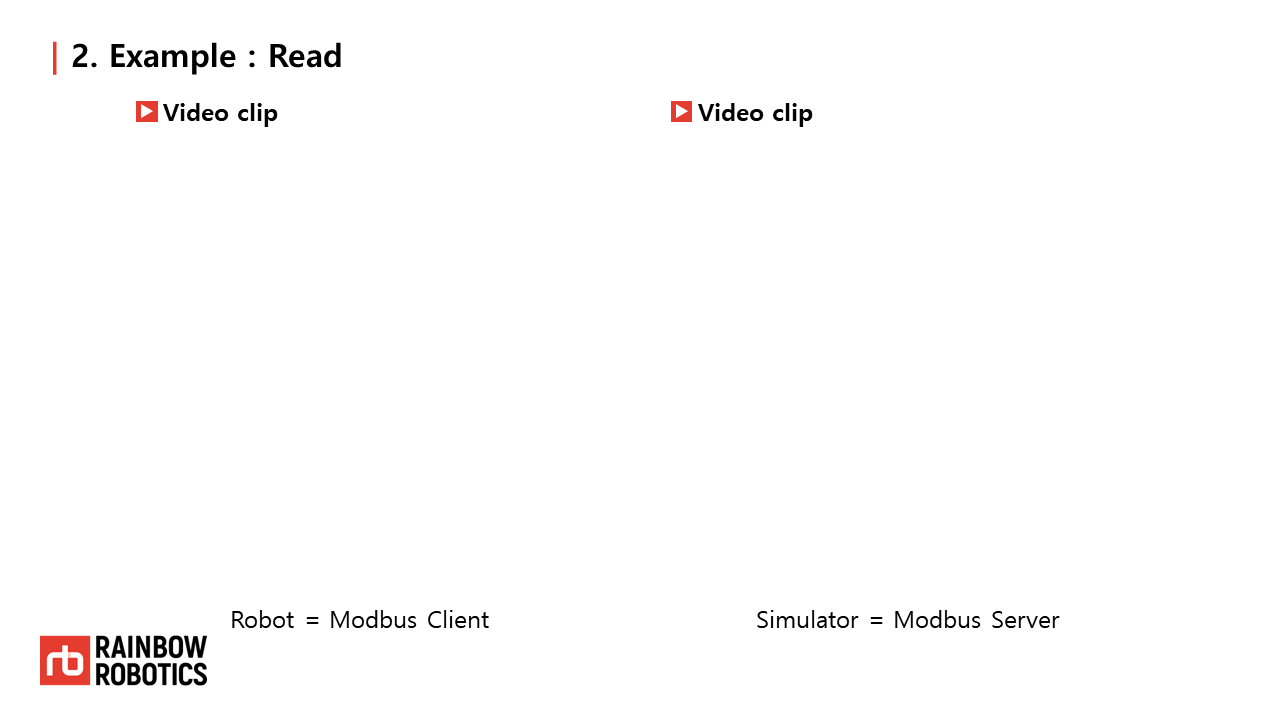 2. Example : Read
Video clip
Video clip
Robot = Modbus Client
Simulator = Modbus Server
rb RAINBOW
ROBOTICS